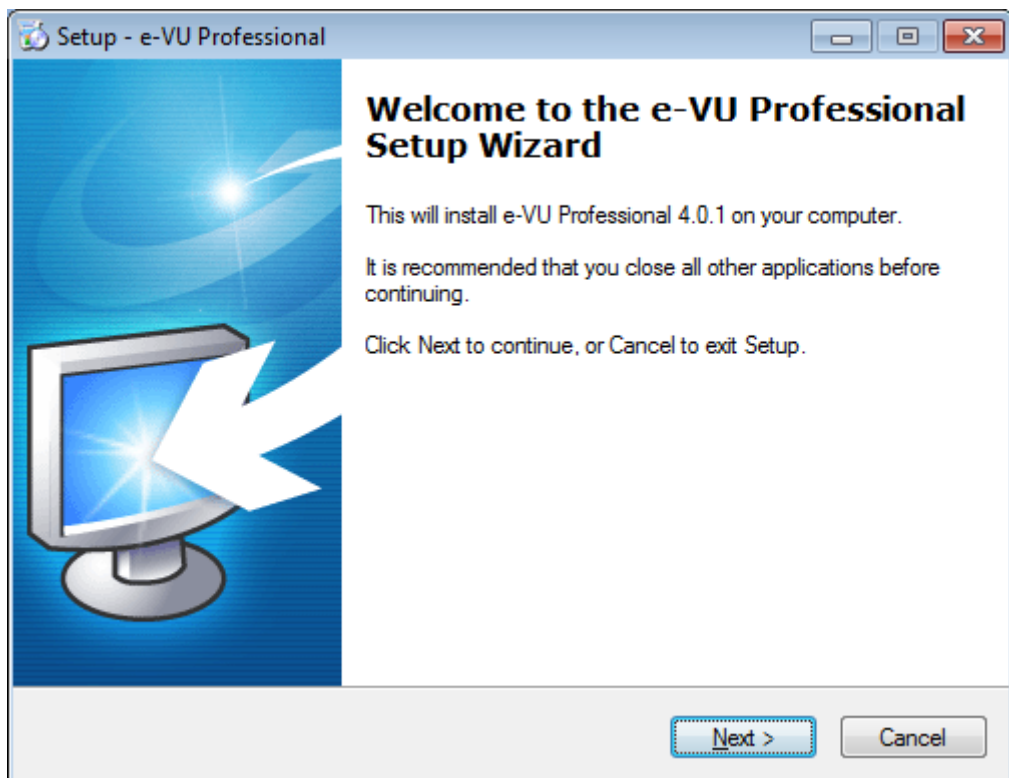 Setup - e-VU Professional
Welcome to the e-VU Professional
Setup Wizard
This will install e-VU Professional 4.0.1 on your computer.
It is recommended that you close all other applications before
continuing.
Click Next to continue, or Cancel to exit Setup.
Next >
Cancel